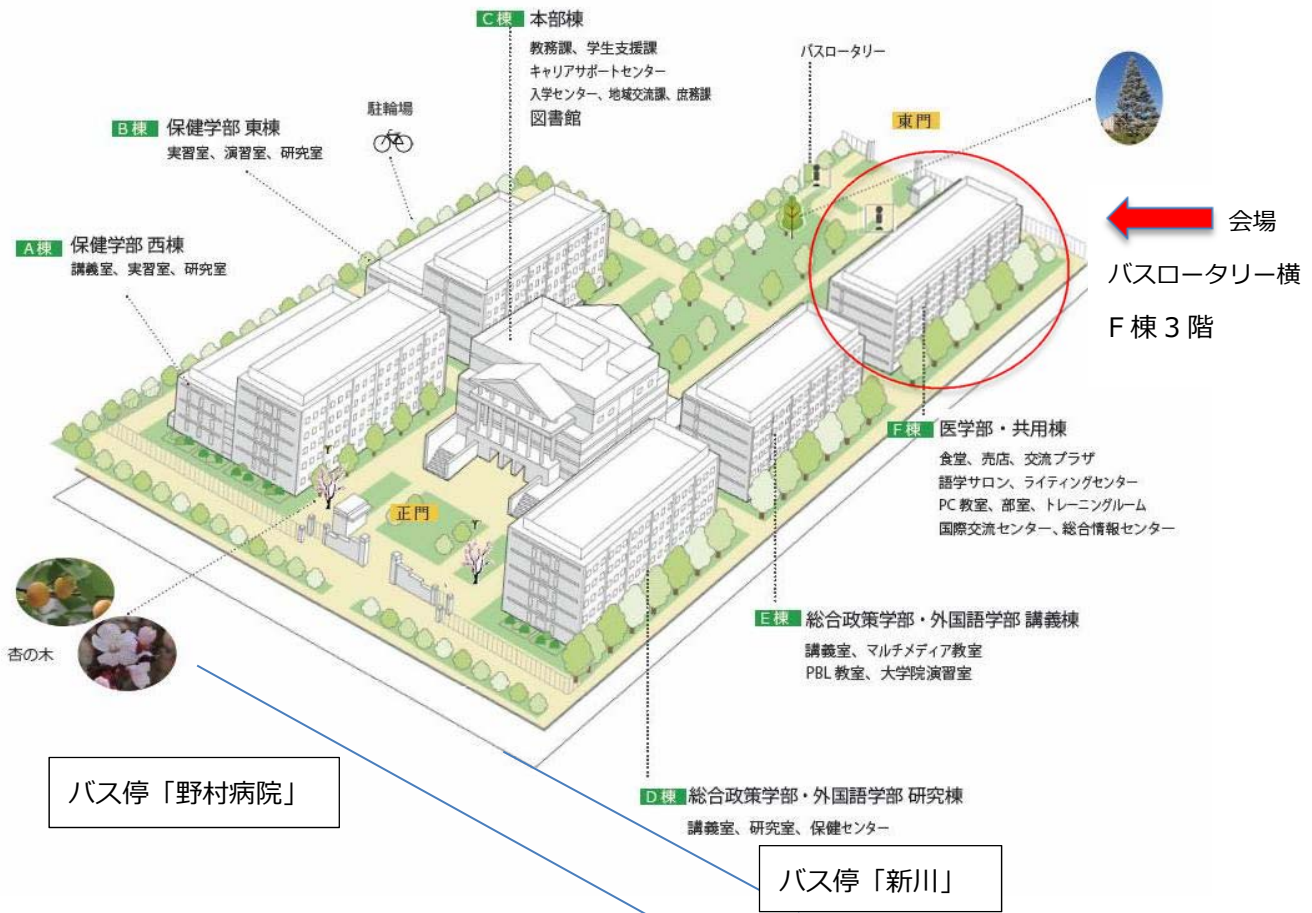 C棟 本部棟
教務課、学生支援課
キャリアサポートセンター
入学センター、地域交流課、庶務課
図書館
バスロータリー
駐輪場
東門
B棟 保健学部 東棟
実習室、演習室、研究室
A棟 保健学部 西棟
講義室、実習室、研究室
会場
バスロータリー横
F棟3階
F棟 医学部・共用棟
食堂、売店、交流プラザ
語学サロン、ライティングセンター
PC教室、部室、トレーニングルーム
国際交流センター、総合情報センター
正門
E棟 総合政策学部・外国語学部 講義棟
講義室、マルチメディア教室
PBL教室、大学院演習室
杏の木
バス停「野村病院」
D棟 総合政策学部・外国語学部 研究棟
講義室、研究室、保健センター
バス停「新川」